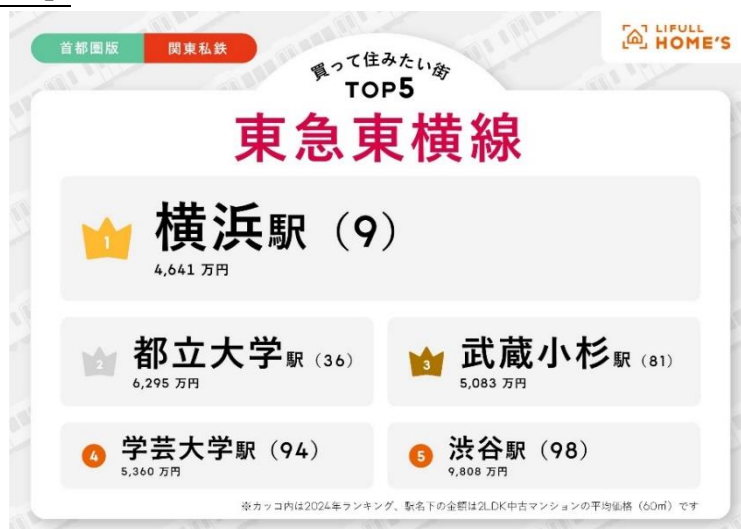 首都圏版
関東私鉄
LIFULL
HOME'S
買って住みたい街
TOP5
東急東横線
1
横浜駅（9）
4,641 万円
2
都立大学駅（36）
6,295 万円
3
武蔵小杉駅（81）
5,083 万円
4
学芸大学駅（94）
5,360 万円
5
渋谷駅（98）
9,808 万円
※カッコ内は2024年ランキング、駅名下の金額は2LDK中古マンションの平均価格（60㎡）です